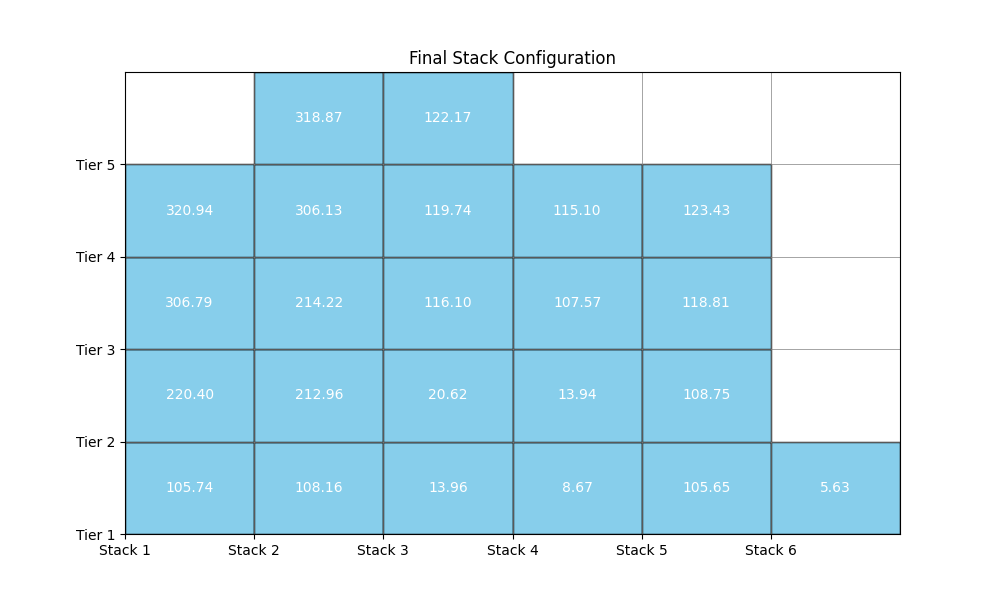 Final Stack Configuration
318.87 122.17
Tier 5
320.94 306.13 119.74 115.10 123.43
Tier 4
306.79 214.22 116.10 107.57 118.81
Tier 3
220.40 212.96 20.62 13.94 108.75
Tier 2
105.74 108.16 13.96 8.67 105.65 5.63
Tier 1
Stack 1 Stack 2 Stack 3 Stack 4 Stack 5 Stack 6